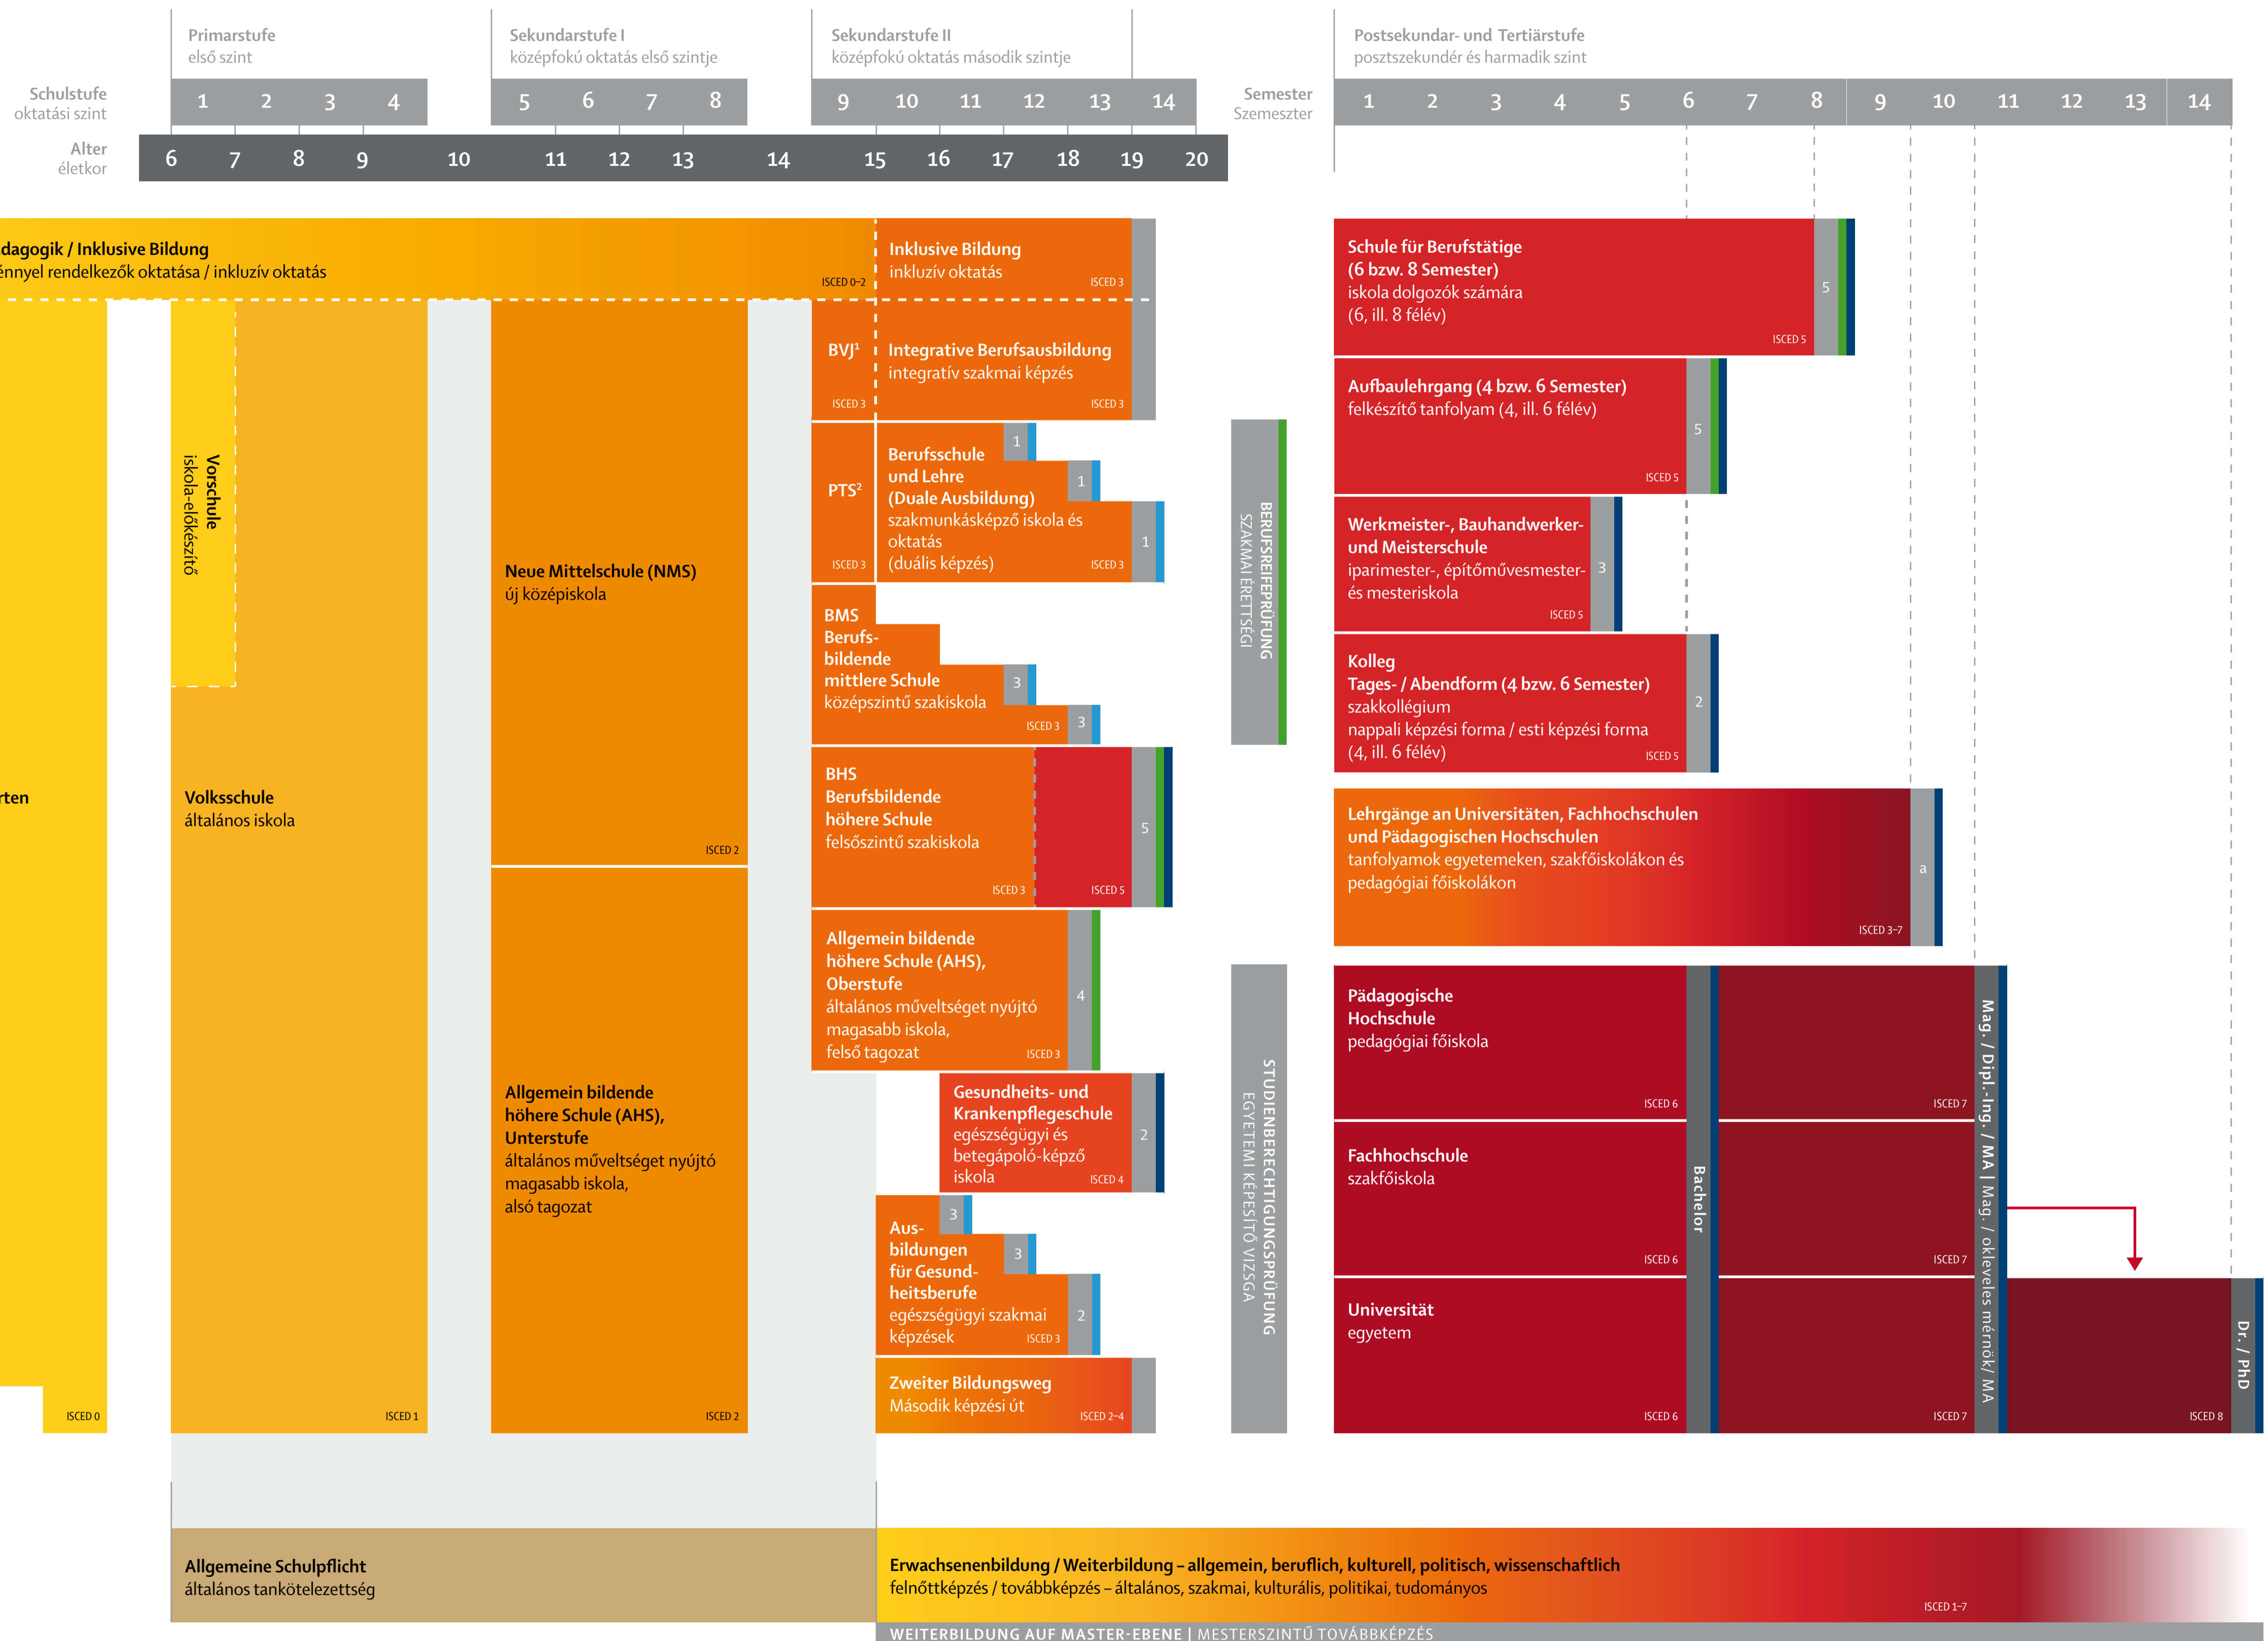 Primarstufe
első szint
Sekundarstufe I
középfokú oktatás első szintje
Sekundarstufe II
középfokú oktatás második szintje
Postsekundar- und Tertiärstufe
posztszekundér és harmadik szint
Schulstufe
oktatási szint
1 2 3 4 5 6 7 8 9 10 11 12 13 14
Semester
Szemeszter
1 2 3 4 5 6 7 8 9 10 11 12 13 14
Alter
életkor
6 7 8 9 10 11 12 13 14 15 16 17 18 19 20
dagogik / Inklusive Bildung
énnyel rendelkezők oktatása / inkluzív oktatás
ISCED 0–2
Inklusive Bildung
inkluzív oktatás
ISCED 3
rten
ISCED 0
Vorschule
iskola-előkészítő
Volksschule
általános iskola
ISCED 1
Neue Mittelschule (NMS)
új középiskola
ISCED 2
Allgemein bildende
höhere Schule (AHS),
Unterstufe
általános műveltséget nyújtó
magasabb iskola,
alsó tagozat
ISCED 2
BVJ¹
ISCED 3
Integrative Berufsausbildung
integratív szakmai képzés
ISCED 3
PTS²
ISCED 3
Berufsschule
und Lehre
(Duale Ausbildung)
szakmunkásképző iskola és
oktatás
(duális képzés)
ISCED 3
1
1
1
BMS
Berufs-
bildende
mittlere Schule
középszintű szakiskola
ISCED 3
3
3
BHS
Berufsbildende
höhere Schule
felsőszintű szakiskola
ISCED 3
ISCED 5
5
Allgemein bildende
höhere Schule (AHS),
Oberstufe
általános műveltséget nyújtó
magasabb iskola,
felső tagozat
ISCED 3
4
Gesundheits- und
Krankenpflegeschule
egészségügyi és
betegápoló-képző
iskola
ISCED 4
2
Aus-
bildungen
für Gesund-
heitsberufe
egészségügyi szakmai
képzések
ISCED 3
3
3
2
Zweiter Bildungsweg
Második képzési út
ISCED 2–4
BERUFSREIFEPRÜFUNG
SZAKMAI ÉRETTSÉGI
STUDIENBERECHTIGUNGSPRÜFUNG
EGYETEMI KÉPESÍTŐ VIZSGA
Schule für Berufstätige
(6 bzw. 8 Semester)
iskola dolgozók számára
(6, ill. 8 félév)
ISCED 5
5
Aufbaulehrgang (4 bzw. 6 Semester)
felkészítő tanfolyam (4, ill. 6 félév)
ISCED 5
5
Werkmeister-, Bauhandwerker-
und Meisterschule
iparimester-, építőművesmester-
és mesteriskola
ISCED 5
3
Kolleg
Tages- / Abendform (4 bzw. 6 Semester)
szakkollégium
nappali képzési forma / esti képzési forma
(4, ill. 6 félév)
ISCED 5
2
Lehrgänge an Universitäten, Fachhochschulen
und Pädagogischen Hochschulen
tanfolyamok egyetemeken, szakfőiskolákon és
pedagógiai főiskolákon
ISCED 3–7
a
Pädagogische
Hochschule
pedagógiai főiskola
ISCED 6
ISCED 7
Fachhochschule
szakfőiskola
ISCED 6
ISCED 7
Universität
egyetem
ISCED 6
ISCED 7
ISCED 8
Bachelor
Mag. / Dipl.-Ing. / MA | Mag. / okleveles mérnök/ MA
Dr. / PhD
Allgemeine Schulpflicht
általános tankötelezettség
Erwachsenenbildung / Weiterbildung – allgemein, beruflich, kulturell, politisch, wissenschaftlich
felnőttképzés / továbbképzés – általános, szakmai, kulturális, politikai, tudományos
ISCED 1–7
WEITERBILDUNG AUF MASTER-EBENE | MESTERSZINTŰ TOVÁBBKÉPZÉS